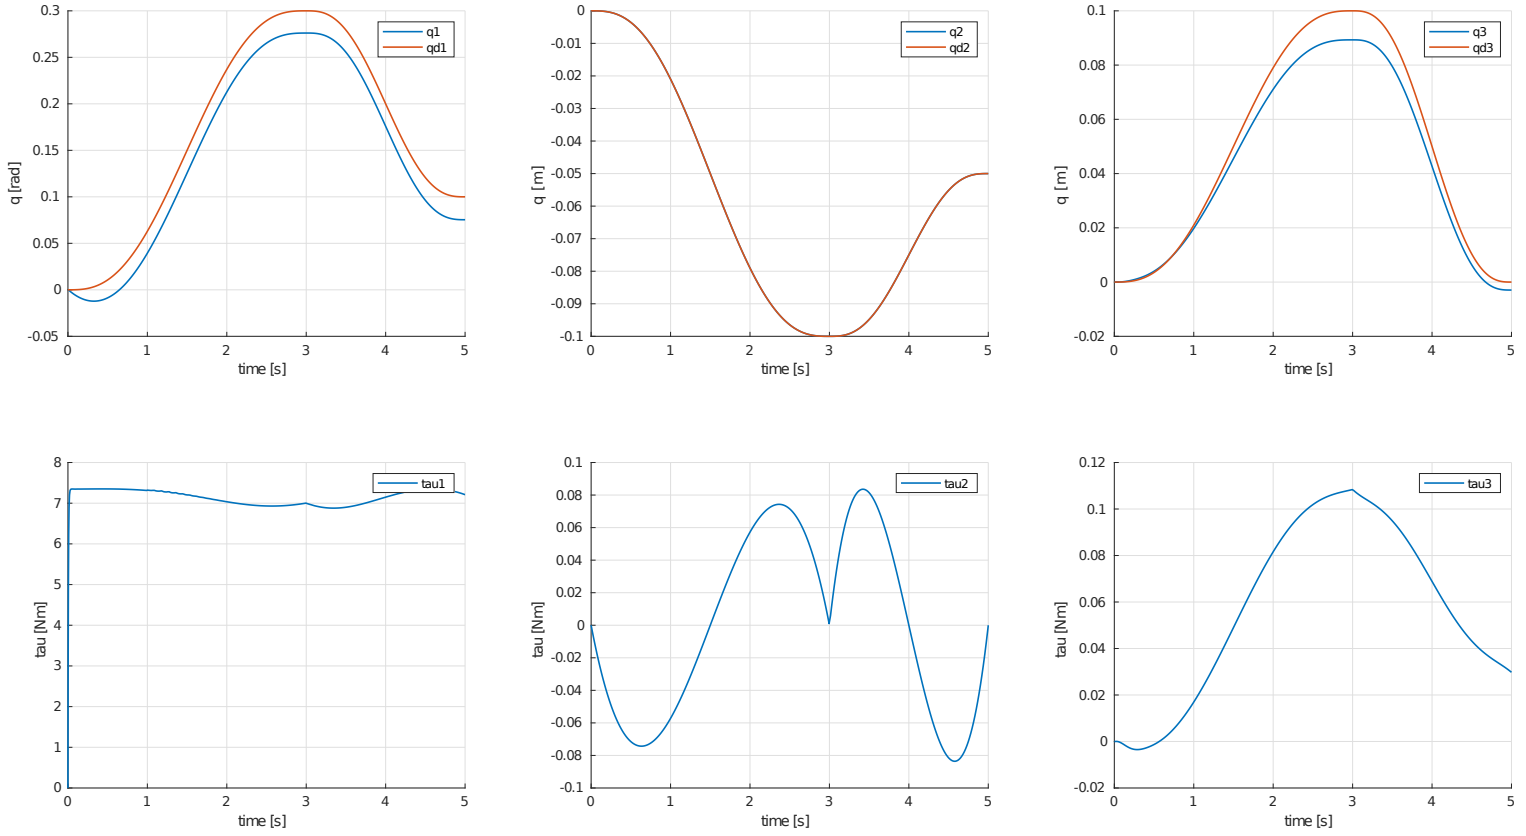 0.3
0.25
0.2
0.15
0.1
0.05
0
-0.05
q [rad]
0 1 2 3 4 5
time [s]
q1
qd1
0
-0.01
-0.02
-0.03
-0.04
-0.05
-0.06
-0.07
-0.08
-0.09
-0.1
q [m]
0 1 2 3 4 5
time [s]
q2
qd2
0.1
0.08
0.06
0.04
0.02
0
-0.02
q [m]
0 1 2 3 4 5
time [s]
q3
qd3
8
7
6
5
4
3
2
1
0
tau [Nm]
0 1 2 3 4 5
time [s]
tau1
0.1
0.08
0.06
0.04
0.02
0
-0.02
-0.04
-0.06
-0.08
-0.1
tau [Nm]
0 1 2 3 4 5
time [s]
tau2
0.12
0.1
0.08
0.06
0.04
0.02
0
-0.02
tau [Nm]
0 1 2 3 4 5
time [s]
tau3